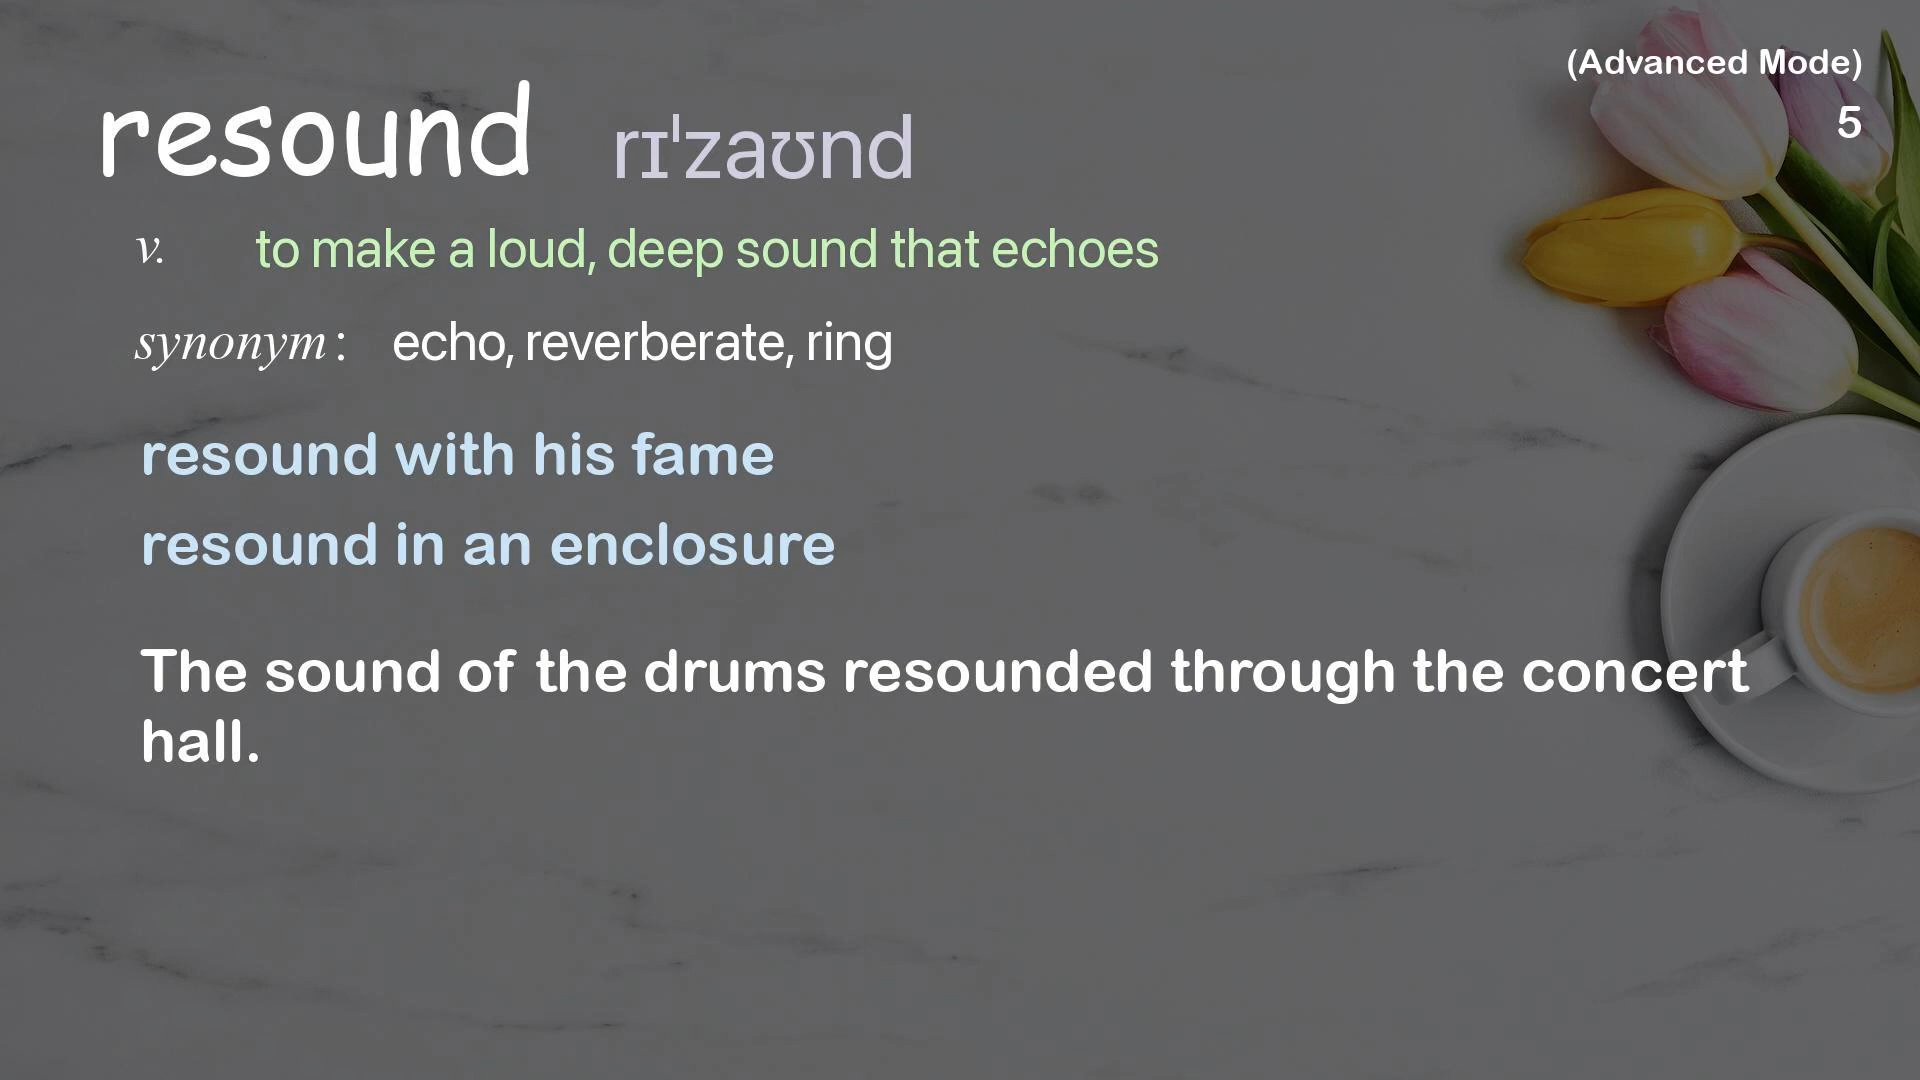 (Advanced Mode)
5
resound rɪˈzaʊnd
v. to make a loud, deep sound that echoes
synonym: echo, reverberate, ring
resound with his fame
resound in an enclosure
The sound of the drums resounded through the concert
hall.